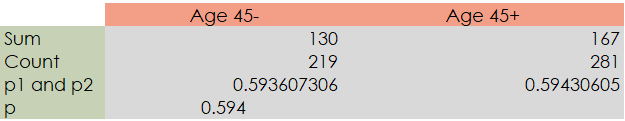 Age 45- Age 45+
Sum 130 167
Count 219 281
p1 and p2 0.593607306 0.59430605
p 0.594